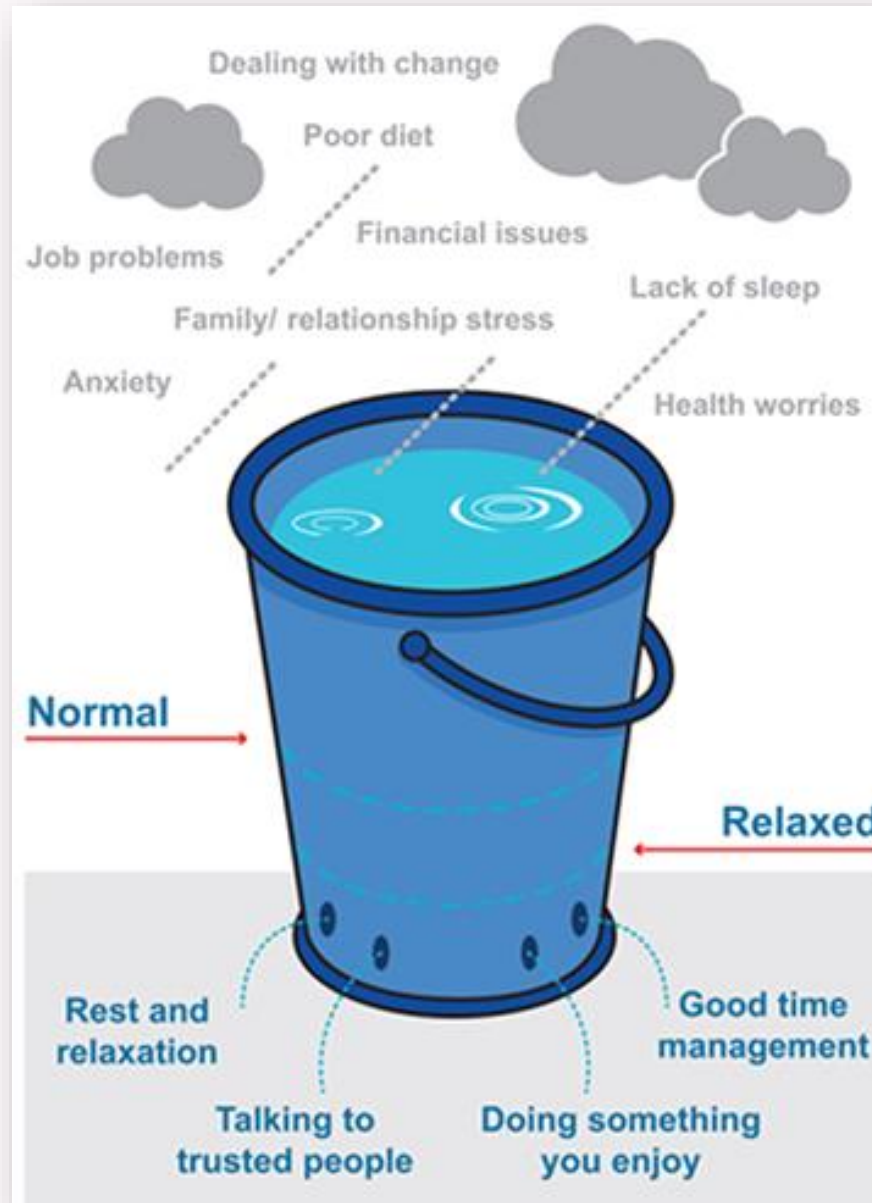 Dealing with change
Poor diet
Financial issues
Job problems
Lack of sleep
Family/ relationship stress
Anxiety
Health worries
Normal
Relaxed
Rest and
relaxation
Good time
management
Talking to
trusted people
Doing something
you enjoy